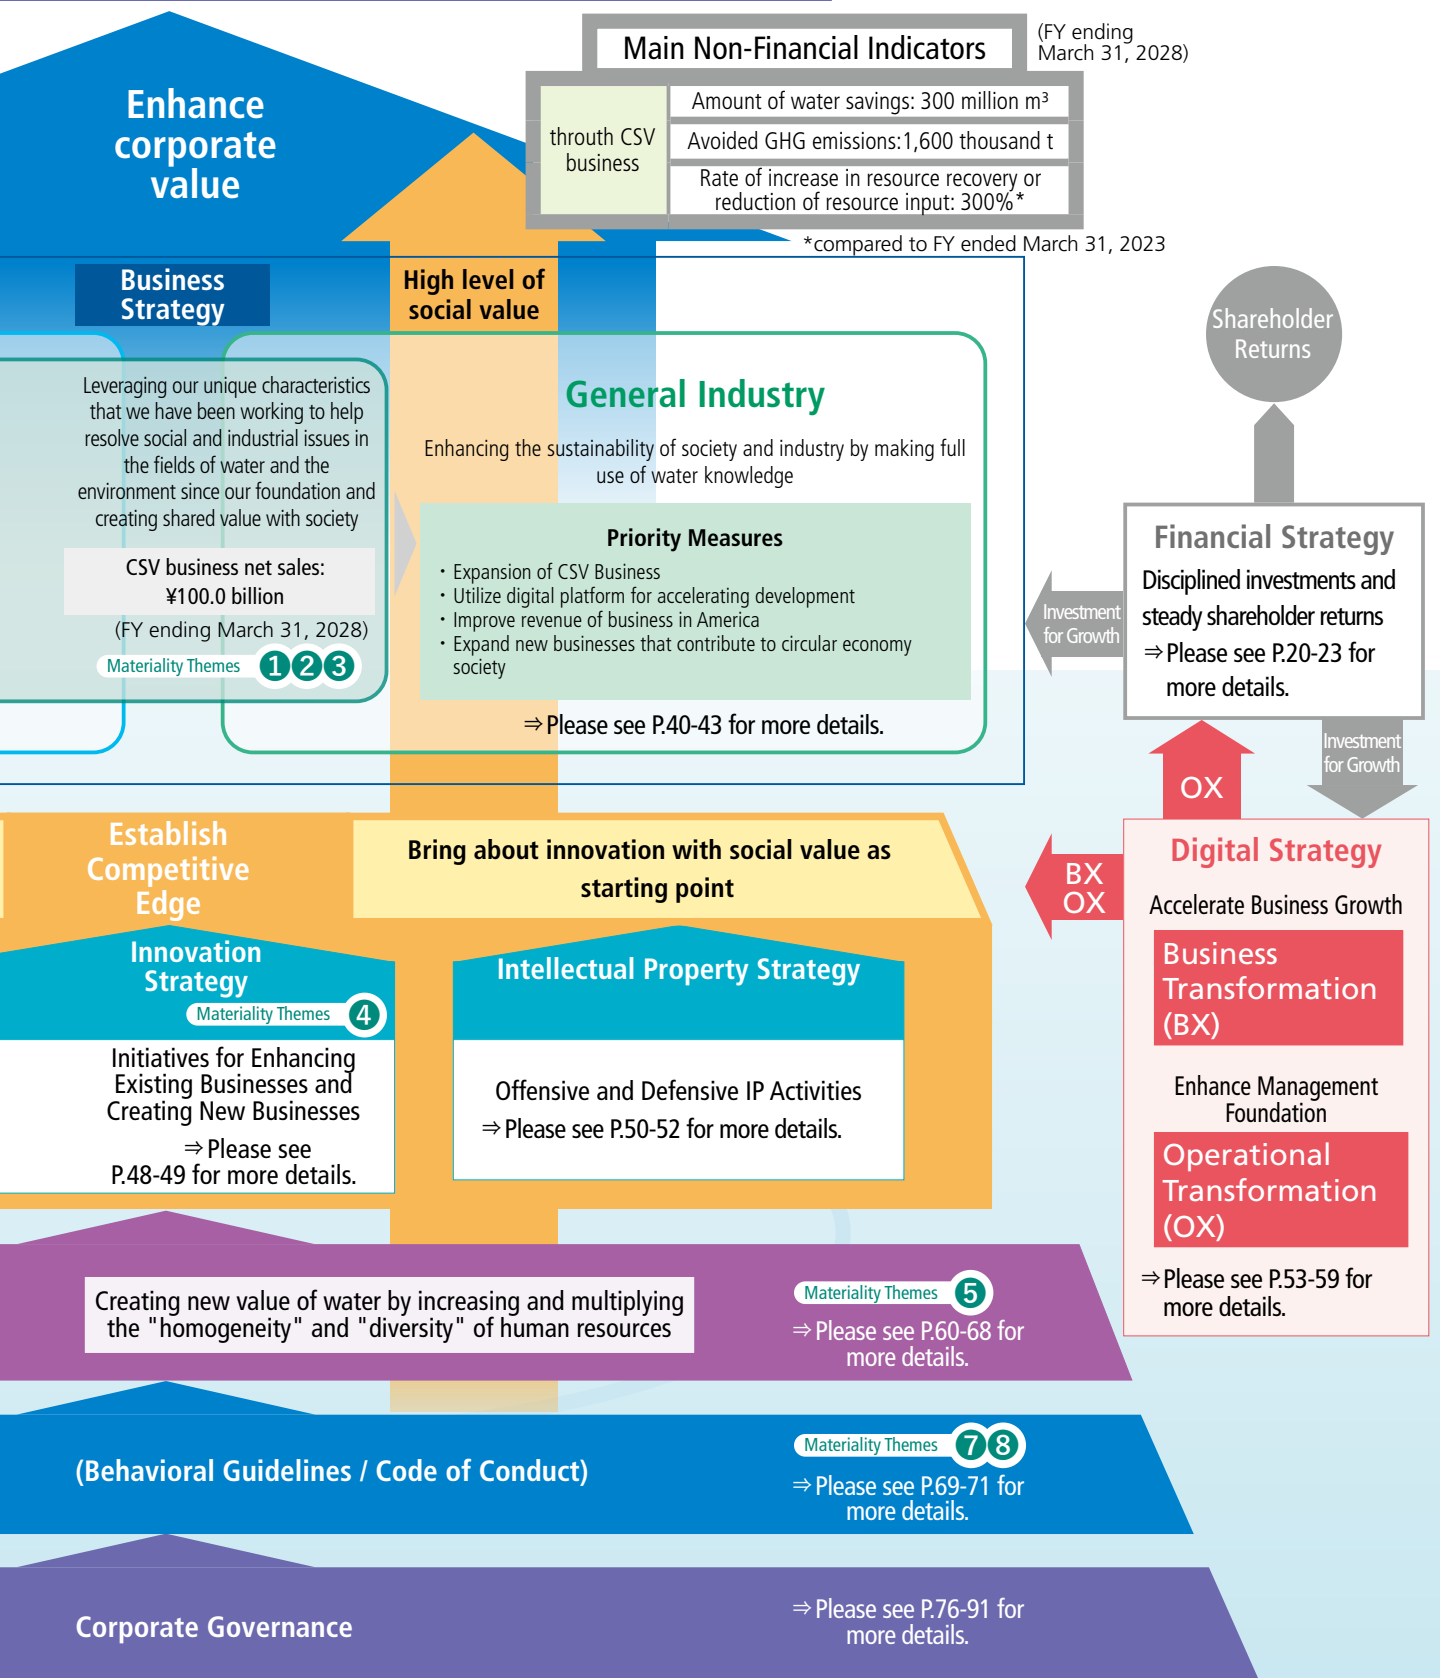 Enhance
corporate
value
Main Non-Financial Indicators
(FY ending
March 31, 2028)
throuth CSV
business
Amount of water savings: 300 million m³
Avoided GHG emissions:1,600 thousand t
Rate of increase in resource recovery or
reduction of resource input: 300%*
*compared to FY ended March 31, 2023
Business
Strategy
High level of
social value
Leveraging our unique characteristics
that we have been working to help
resolve social and industrial issues in
the fields of water and the
environment since our foundation and
creating shared value with society
CSV business net sales:
¥100.0 billion
(FY ending March 31, 2028)
Materiality Themes 1 2 3
General Industry
Enhancing the sustainability of society and industry by making full
use of water knowledge
Priority Measures
・Expansion of CSV Business
・Utilize digital platform for accelerating development
・Improve revenue of business in America
・Expand new businesses that contribute to circular economy
society
⇒Please see P.40-43 for more details.
Shareholder
Returns
Financial Strategy
Disciplined investments and
steady shareholder returns
⇒Please see P.20-23 for
more details.
Investment
for Growth
Investment
for Growth
OX
BX
OX
Digital Strategy
Accelerate Business Growth
Business
Transformation
(BX)
Enhance Management
Foundation
Operational
Transformation
(OX)
⇒Please see P.53-59 for
more details.
Establish
Competitive
Edge
Bring about innovation with social value as
starting point
Innovation
Strategy
Materiality Themes 4
Initiatives for Enhancing
Existing Businesses and
Creating New Businesses
⇒Please see
P.48-49 for more details.
Intellectual Property Strategy
Offensive and Defensive IP Activities
⇒Please see P.50-52 for more details.
Creating new value of water by increasing and multiplying
the "homogeneity" and "diversity" of human resources
Materiality Themes 5
⇒Please see P.60-68 for
more details.
(Behavioral Guidelines / Code of Conduct)
Materiality Themes 7 8
⇒Please see P.69-71 for
more details.
Corporate Governance
⇒Please see P.76-91 for
more details.